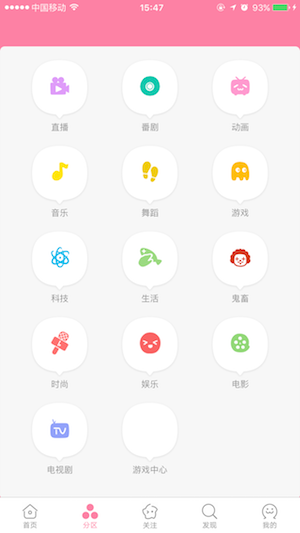 中国移动 15:47 93%
直播 番剧 动画
音乐 舞蹈 游戏
科技 生活 鬼畜
时尚 娱乐 电影
TV
电视剧 游戏中心
首页 分区 关注 发现 我的